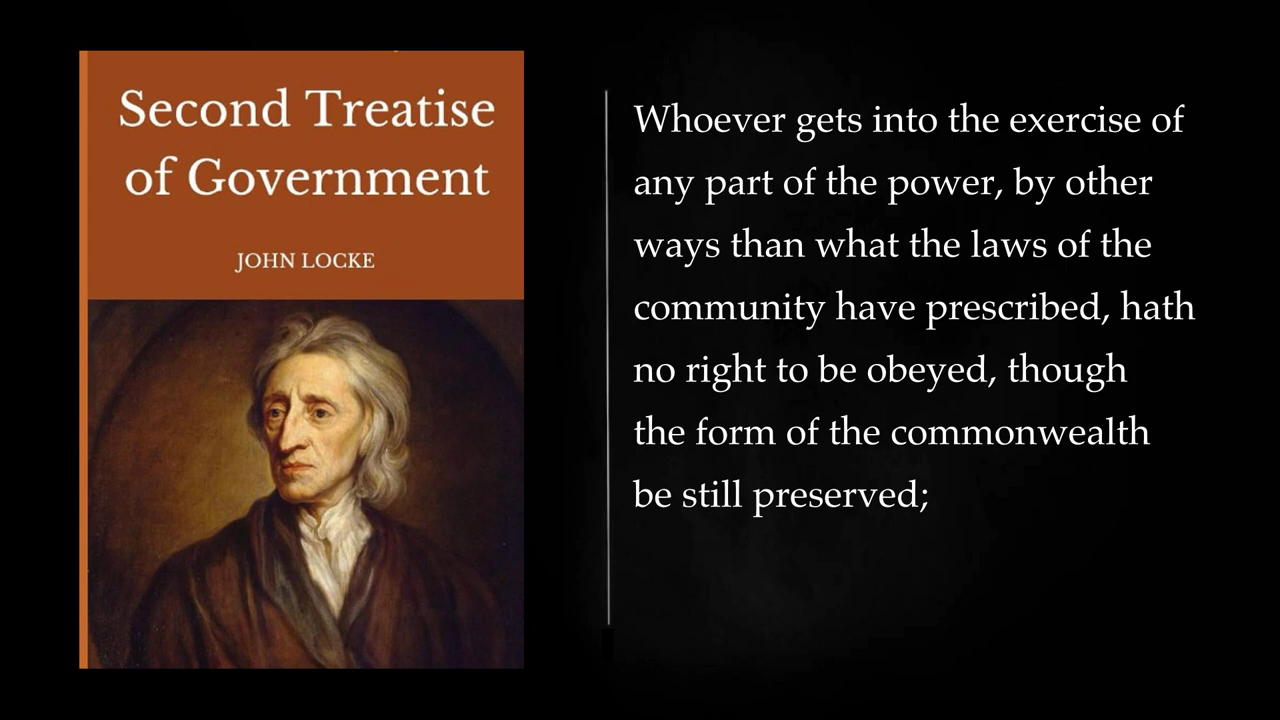 Second Treatise
of Government
JOHN LOCKE
Whoever gets into the exercise of
any part of the power, by other
ways than what the laws of the
community have prescribed, hath
no right to be obeyed, though
the form of the commonwealth
be still preserved;